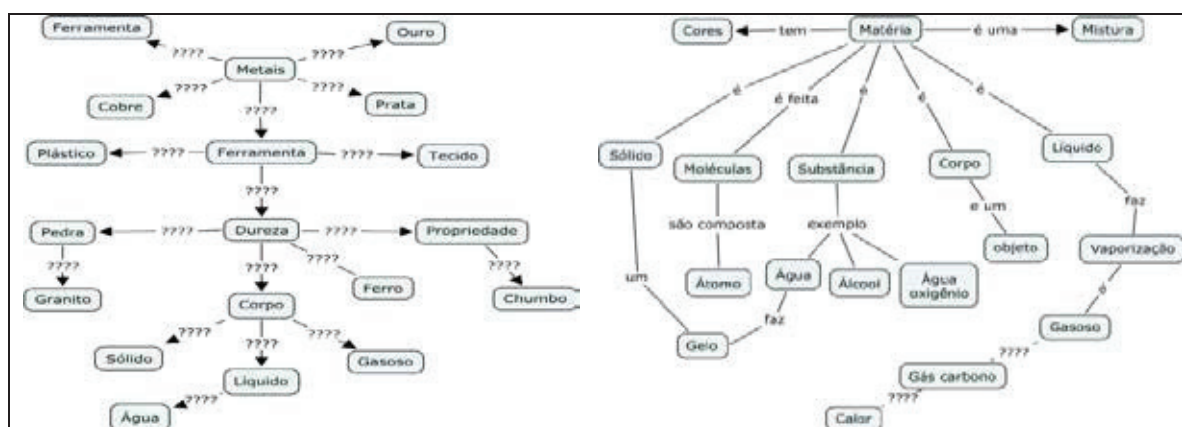 Ferramenta
????
????
Ouro
Metais
????
????
Cobre
????
Prata
Plástico
????
Ferramenta
????
Tecido
????
Pedra
????
Dureza
????
Propriedade
????
????
????
????
Granito
Ferro
Chumbo
Corpo
????
????
????
Sólido
Gasoso
Líquido
????
Água
Cores
tem
Matéria
é uma
Mistura
é
é feita
é
é
é
Sólido
Moléculas
Substância
Corpo
Líquido
são composta
exemplo
e um
faz
um
Átomo
Água
Álcool
Água
oxigênio
objeto
Vaporização
faz
é
Gelo
Gasoso
????
Gás carbono
????
Calor